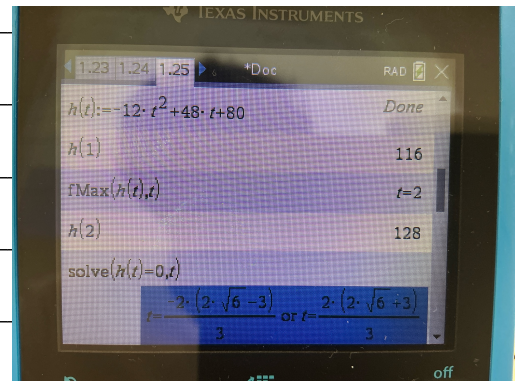 TEXAS INSTRUMENTS
1.23 1.24 1.25 *Doc RAD
h(t):=-12·t²+48·t+80 Done
h(1) 116
fMax(h(t),t) t=2
h(2) 128
solve(h(t)=0,t)
t=-2·(2·√6-3)/3 or t=2·(2·√6+3)/3
off